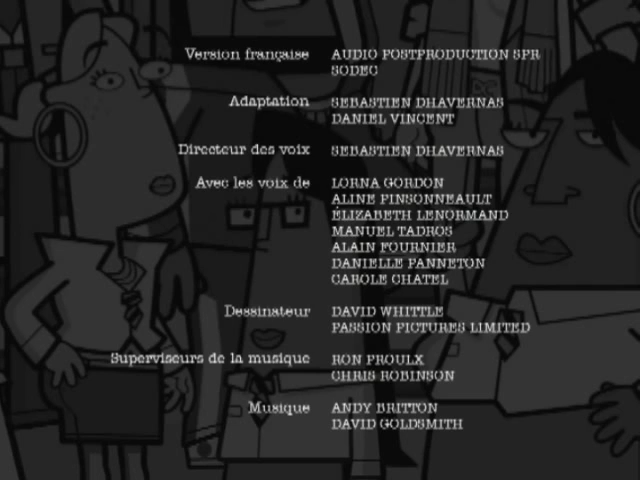 Version française AUDIO POSTPRODUCTION SPR
SODEC
Adaptation SEBASTIEN DHAVERNAS
DANIEL VINCENT
Directeur des voix SEBASTIEN DHAVERNAS
Avec les voix de LORNA GORDON
ALINE PINSONNEAULT
ÉLIZABETH LENORMAND
MANUEL TADROS
ALAIN FOURNIER
DANIELLE PANNETON
CAROLE CHATEL
Dessinateur DAVID WHITTLE
PASSION PICTURES LIMITED
Superviseurs de la musique RON PROULX
CHRIS ROBINSON
Musique ANDY BRITTON
DAVID GOLDSMITH